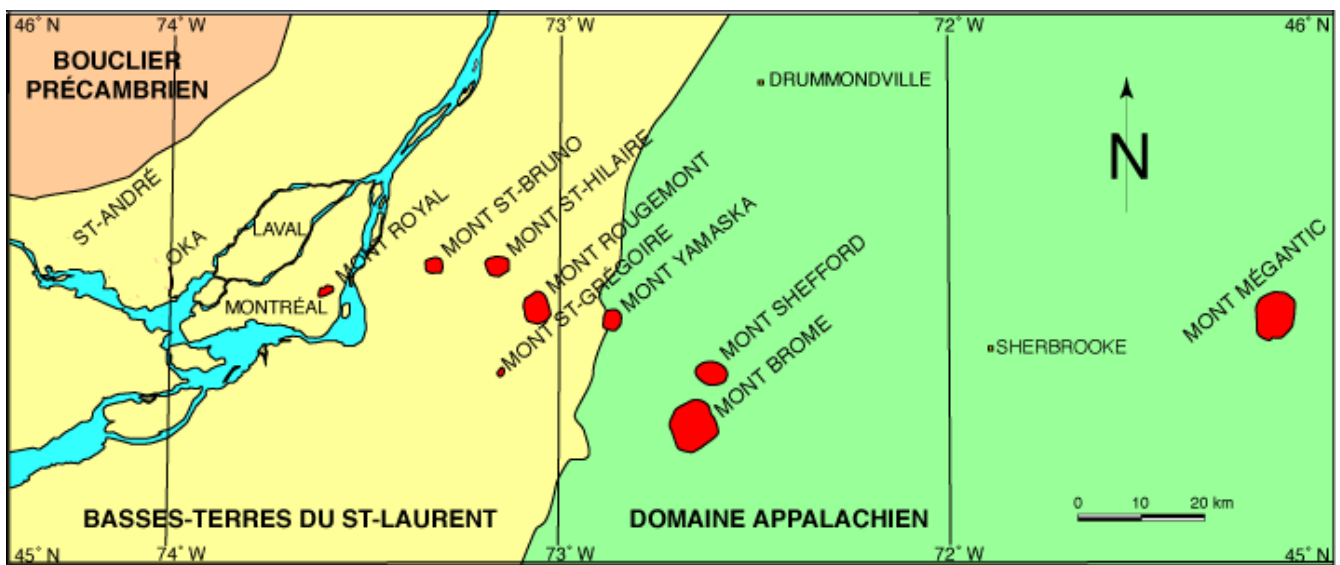 46° N
74° W
73° W
72° W
46° N
BOUCLIER
PRÉCAMBRIEN
DRUMMONDVILLE
N
ST-ANDRÉ
OKA
LAVAL
MONTRÉAL
MONT ROYAL
MONT ST-BRUNO
MONT ST-HILAIRE
MONT ROUGEMONT
MONT ST-GRÉGOIRE
MONT YAMASKA
MONT SHEFFORD
MONT BROME
SHERBROOKE
MONT MÉGANTIC
0 10 20 km
BASSES-TERRES DU ST-LAURENT
DOMAINE APPALACHIEN
45° N
74° W
73° W
72° W
45° N